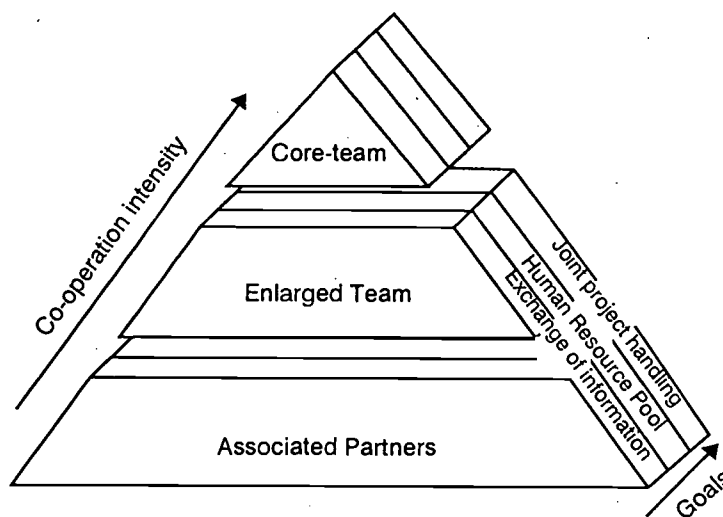 Core-team
Co-operation intensity
Enlarged Team
Joint project handling
Human Resource Pool
Exchange of information
Associated Partners
Goals